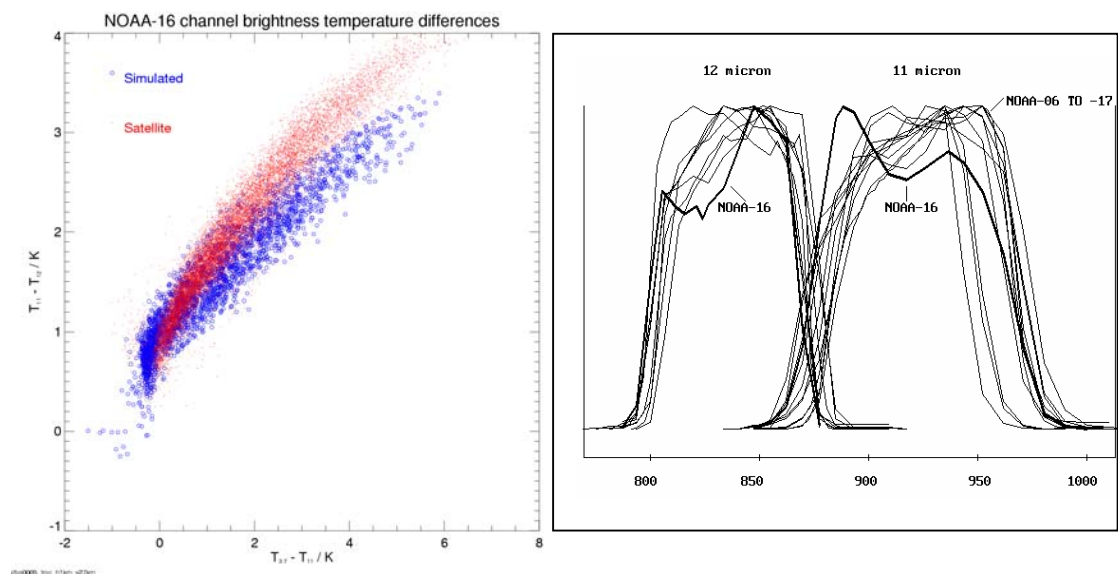 NOAA-16 channel brightness temperature differences
4
3
2
1
0
-1
-2
0
2
4
6
8
Simulated
Satellite
T₁₁ - T₁₂ / K
T₃.₇ - T₁₁ / K
12 micron
11 micron
NOAA-06 TO -17
NOAA-16
NOAA-16
800
850
900
950
1000